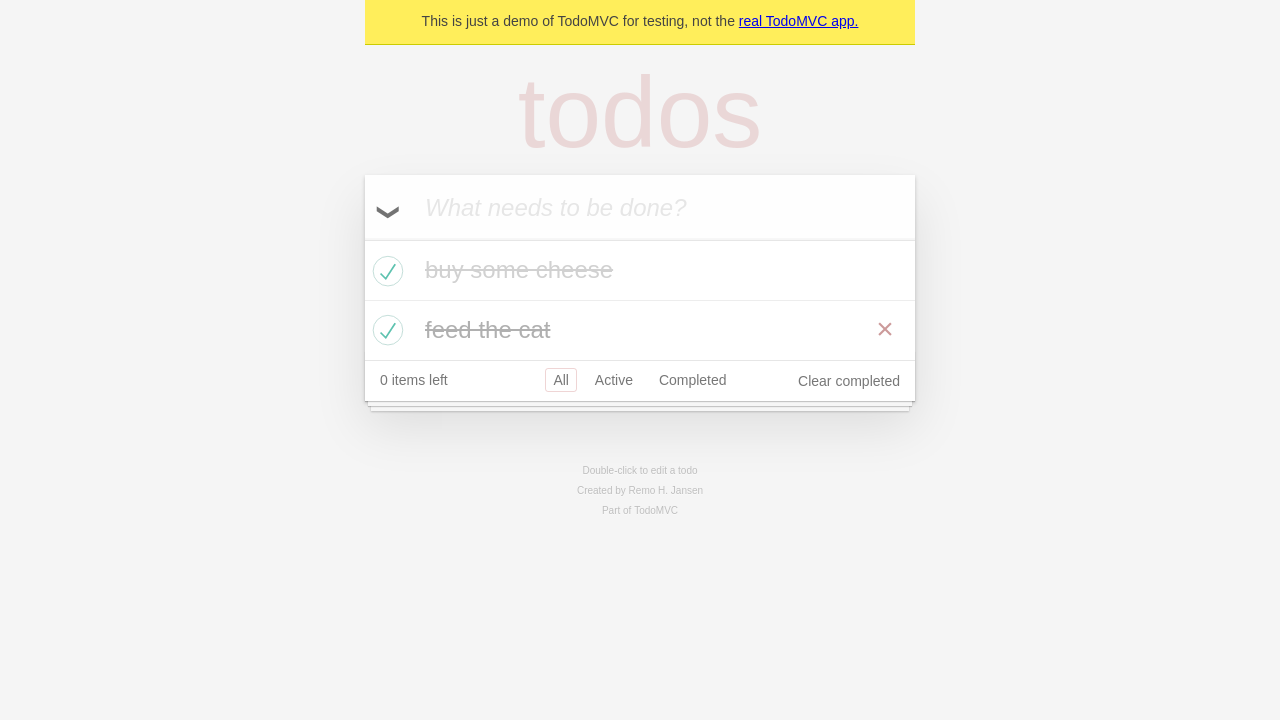 This is just a demo of TodoMVC for testing, not the real TodoMVC app.
todos
What needs to be done?
buy some cheese
feed the cat
0 items left All Active Completed Clear completed
Double-click to edit a todo
Created by Remo H. Jansen
Part of TodoMVC